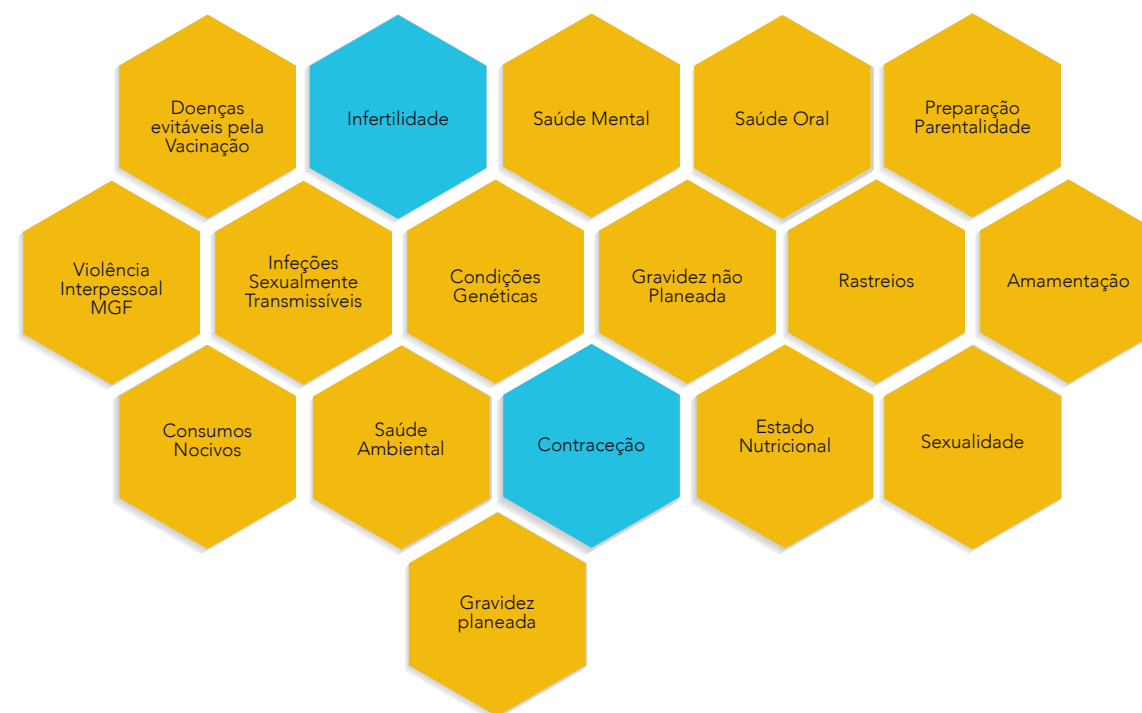 Doenças
evitáveis pela
Vacinação
Infertilidade
Saúde Mental
Saúde Oral
Preparação
Parentalidade
Violência
Interpessoal
MGF
Infeções
Sexualmente
Transmissíveis
Condições
Genéticas
Gravidez não
Planeada
Rastreios
Amamentação
Consumos
Nocivos
Saúde
Ambiental
Contraceção
Estado
Nutricional
Sexualidade
Gravidez
planeada